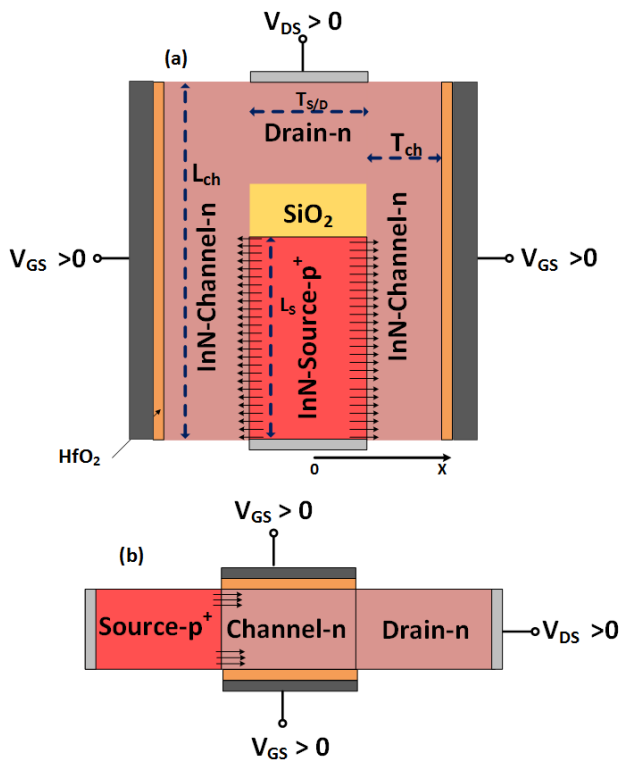 V_DS > 0
(a)
T_S/D
Drain-n
T_ch
L_ch
SiO₂
V_GS >0
V_GS >0
InN-Channel-n
L_S
InN-Source-p⁺
InN-Channel-n
HfO₂
0
X
V_GS > 0
(b)
Source-p⁺
Channel-n
Drain-n
V_DS >0
V_GS > 0